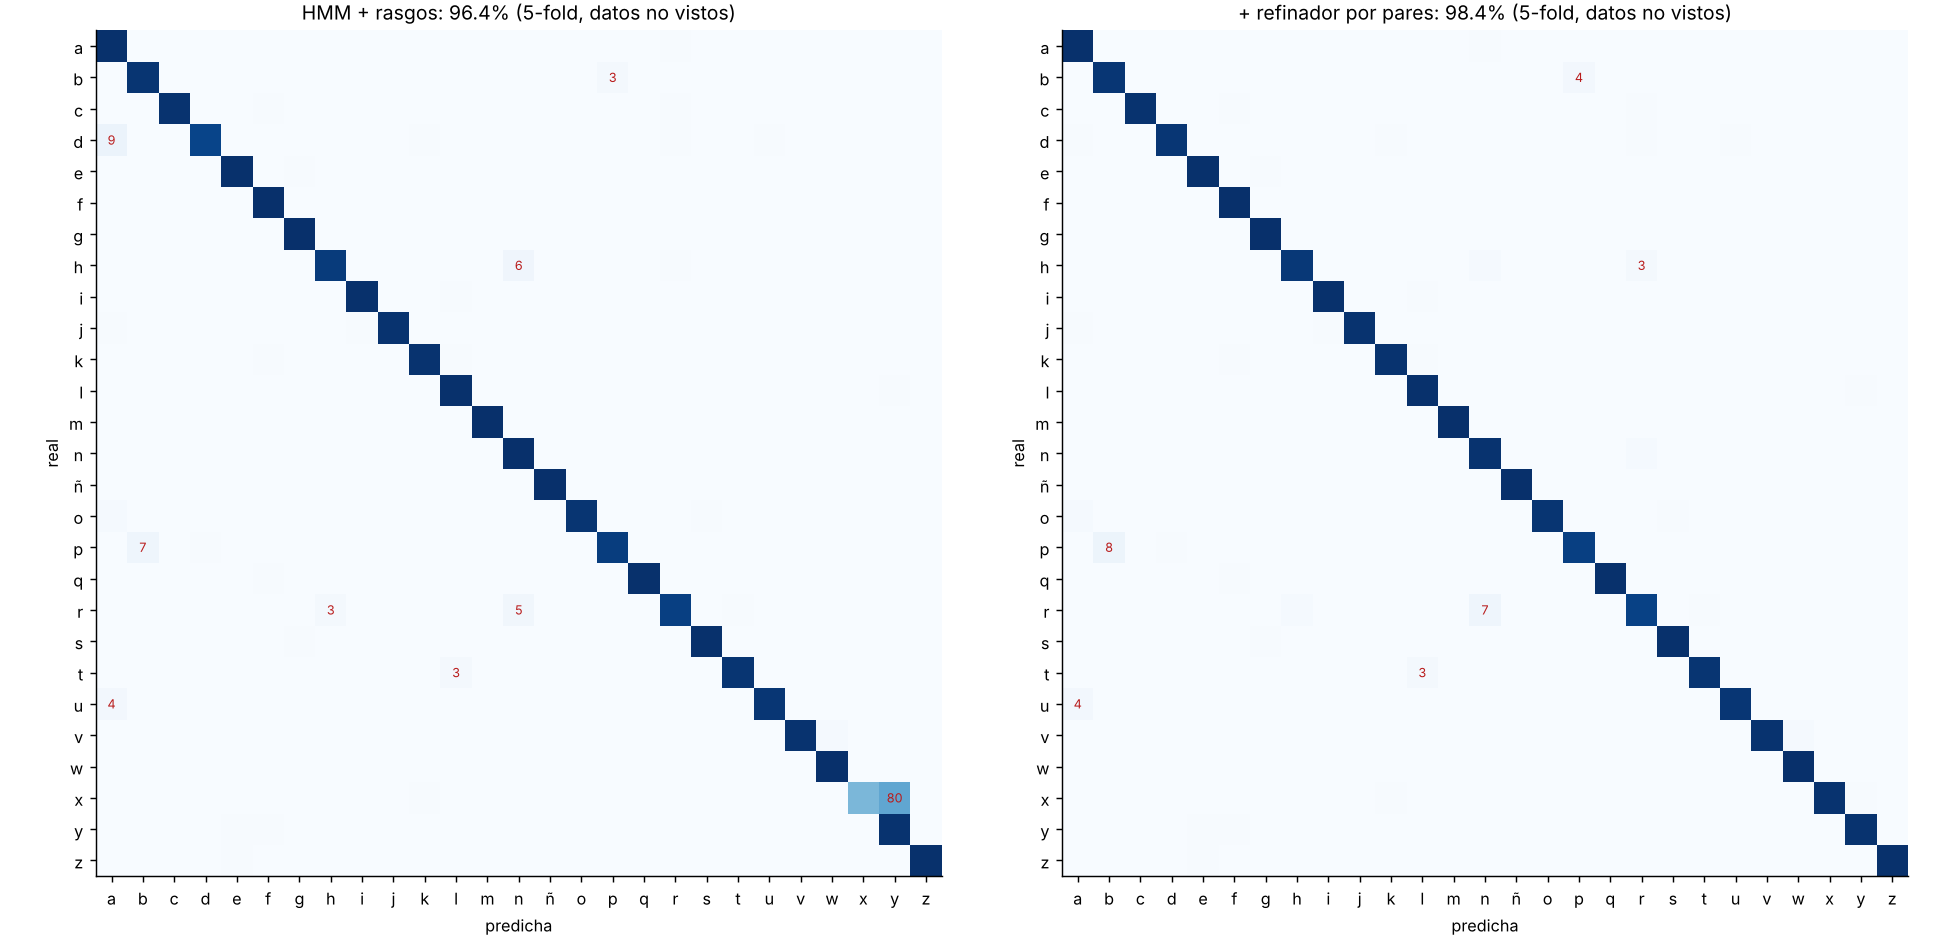 HMM + rasgos: 96.4% (5-fold, datos no vistos)
a
b 3
c
d 9
e
f
g
h 6
i
j
k
l
m
n
ñ
o
p 7
q
r 3 5
s
t 3
u 4
v
w
x 80
y
z
real
a b c d e f g h i j k l m n ñ o p q r s t u v w x y z
predicha
+ refinador por pares: 98.4% (5-fold, datos no vistos)
a
b 4
c
d
e
f
g
h 3
i
j
k
l
m
n
ñ
o
p 8
q
r 7
s
t 3
u 4
v
w
x
y
z
real
a b c d e f g h i j k l m n ñ o p q r s t u v w x y z
predicha